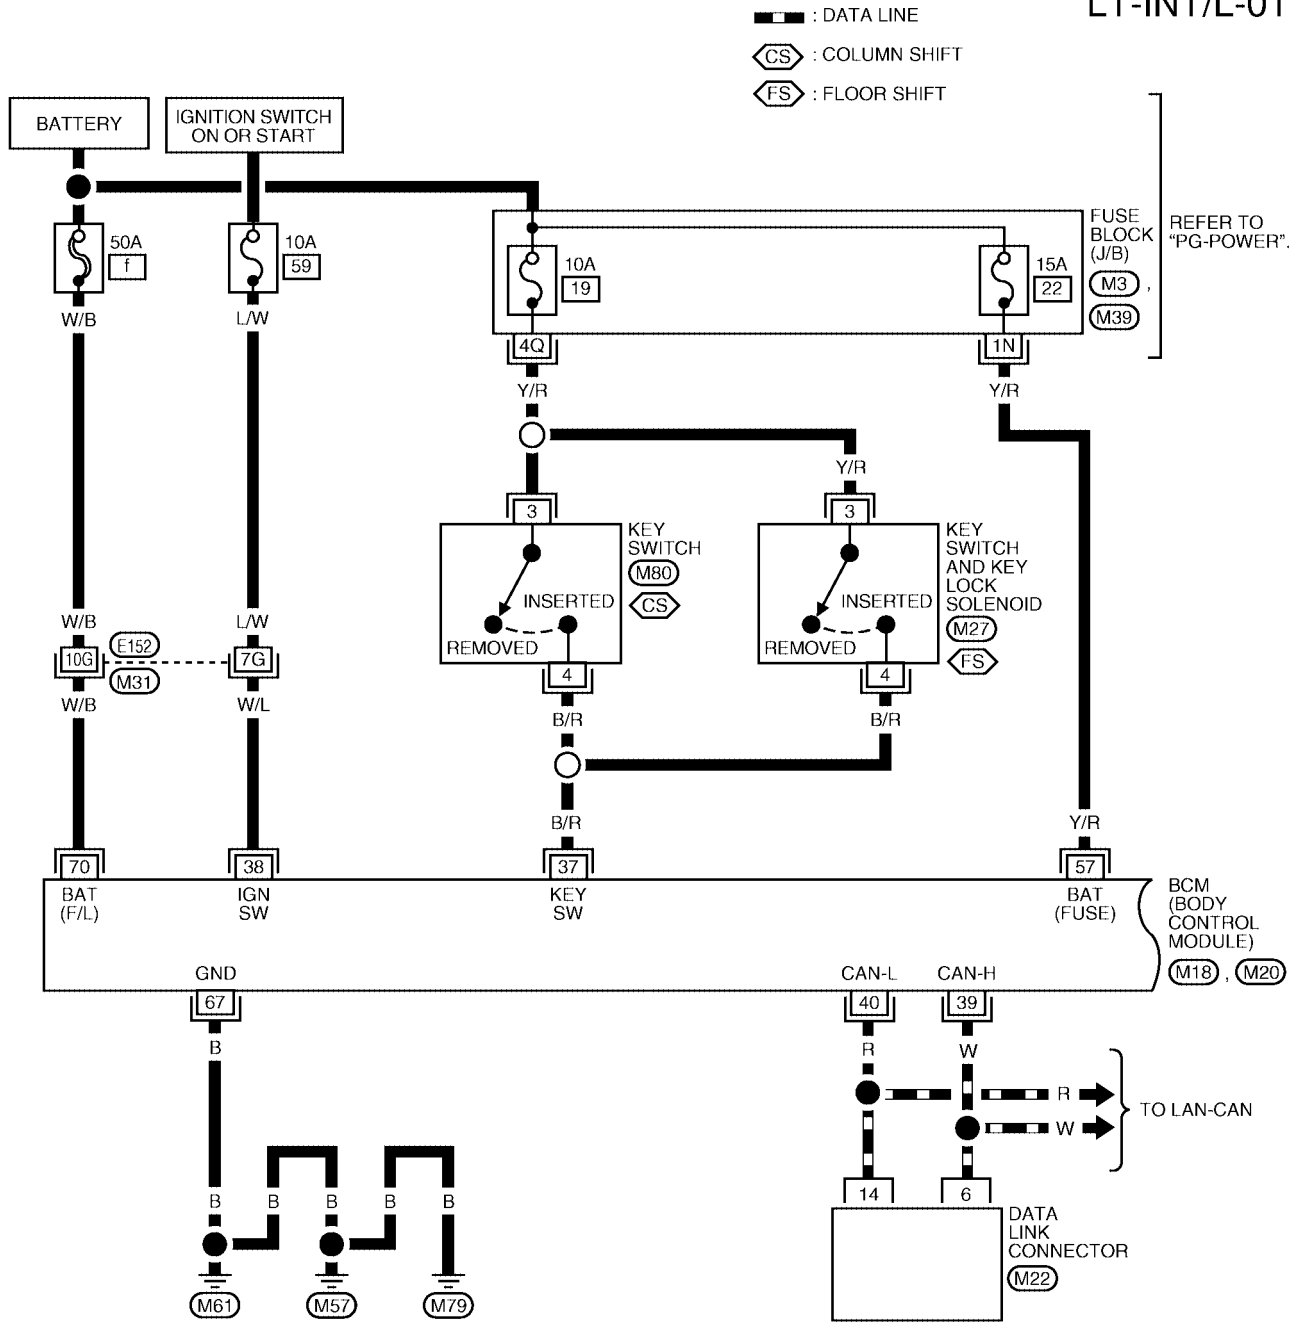 LT-INT/L-01
: DATA LINE
CS : COLUMN SHIFT
FS : FLOOR SHIFT
BATTERY
IGNITION SWITCH
ON OR START
50A
f
10A
59
10A
19
15A
22
FUSE
BLOCK
(J/B)
M3 ,
M39
REFER TO
"PG-POWER".
W/B
L/W
4Q
1N
Y/R
Y/R
Y/R
3
3
KEY
SWITCH
M80
CS
INSERTED
REMOVED
KEY
SWITCH
AND KEY
LOCK
SOLENOID
M27
FS
INSERTED
REMOVED
W/B
L/W
10G
E152
M31
7G
W/B
W/L
4
4
B/R
B/R
B/R
Y/R
70
38
37
57
BAT
(F/L)
IGN
SW
KEY
SW
BAT
(FUSE)
BCM
(BODY
CONTROL
MODULE)
M18 , M20
GND
CAN-L
CAN-H
67
40
39
B
R
W
R
W
TO LAN-CAN
B
B
B
B
B
14
6
DATA
LINK
CONNECTOR
M22
M61
M57
M79